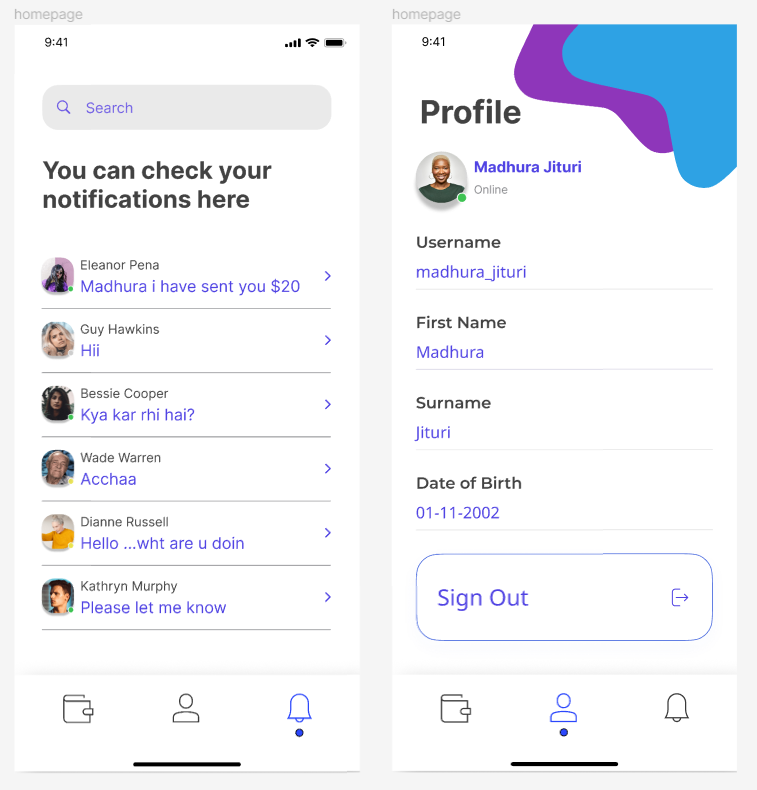 homepage
9:41
Search
You can check your
notifications here
Eleanor Pena
Madhura i have sent you $20
Guy Hawkins
Hii
Bessie Cooper
Kya kar rhi hai?
Wade Warren
Acchaa
Dianne Russell
Hello ...wht are u doin
Kathryn Murphy
Please let me know
homepage
9:41
Profile
Madhura Jituri
Online
Username
madhura_jituri
First Name
Madhura
Surname
Jituri
Date of Birth
01-11-2002
Sign Out